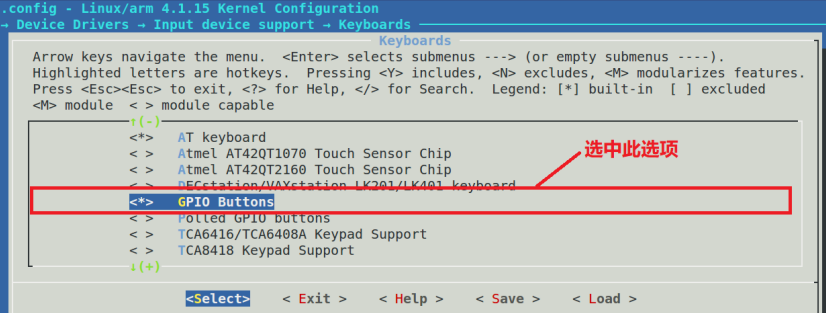 .config - Linux/arm 4.1.15 Kernel Configuration
→ Device Drivers → Input device support → Keyboards
Keyboards
Arrow keys navigate the menu.  <Enter> selects submenus ---> (or empty submenus ----).
Highlighted letters are hotkeys.  Pressing <Y> includes, <N> excludes, <M> modularizes features.
Press <Esc><Esc> to exit, <?> for Help, </> for Search.  Legend: [*] built-in  [ ] excluded
<M> module  < > module capable
↑(-)
<*>   AT keyboard
< >   Atmel AT42QT1070 Touch Sensor Chip
选中此选项
< >   Atmel AT42QT2160 Touch Sensor Chip
< >   DECstation/VAXstation LK201/LK401 keyboard
<*>   GPIO Buttons
< >   Polled GPIO buttons
< >   TCA6416/TCA6408A Keypad Support
< >   TCA8418 Keypad Support
↓(+)
<Select>    < Exit >    < Help >    < Save >    < Load >